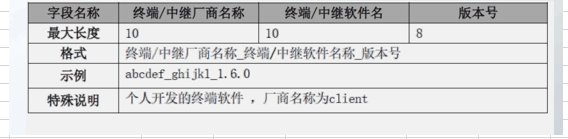 字段名称 终端/中继厂商名称 终端/中继软件名 版本号
最大长度 10 10 8
格式 终端/中继厂商名称_终端/中继软件名称_版本号
示例 abcdef_ghijkl_1.6.0
特殊说明 个人开发的终端软件 ，厂商名称为client